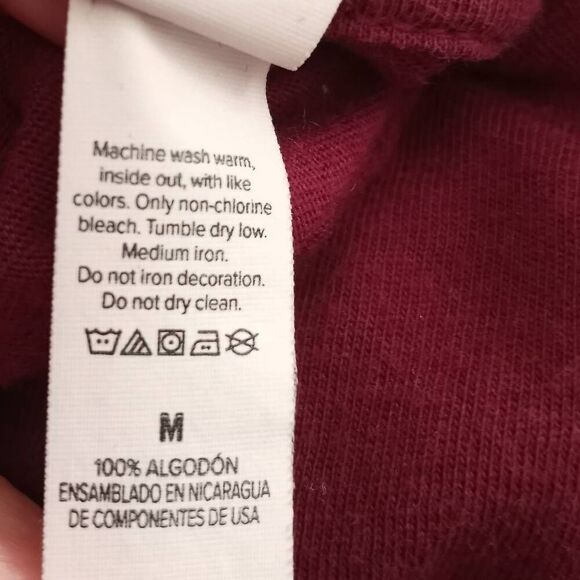 Machine wash warm,
inside out, with like
colors. Only non-chlorine
bleach. Tumble dry low.
Medium iron.
Do not iron decoration.
Do not dry clean.
M
100% ALGODÓN
ENSAMBLADO EN NICARAGUA
DE COMPONENTES DE USA